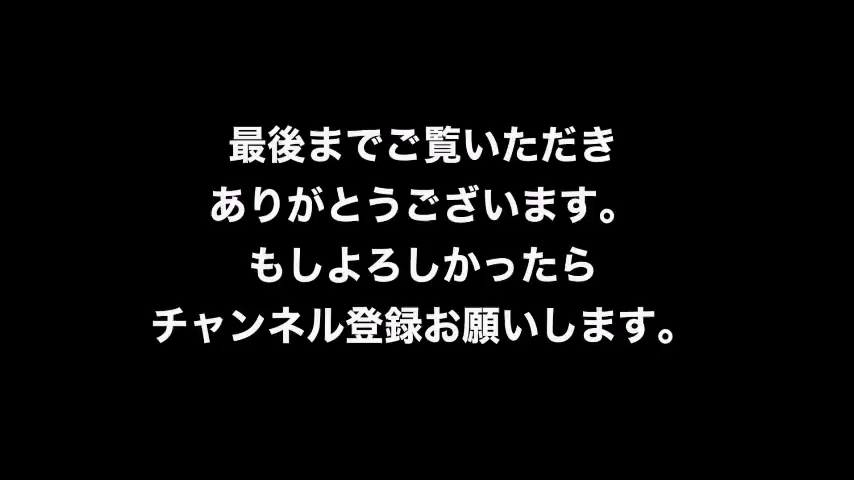 最後までご覧いただき
ありがとうございます。
もしよろしかったら
チャンネル登録お願いします。